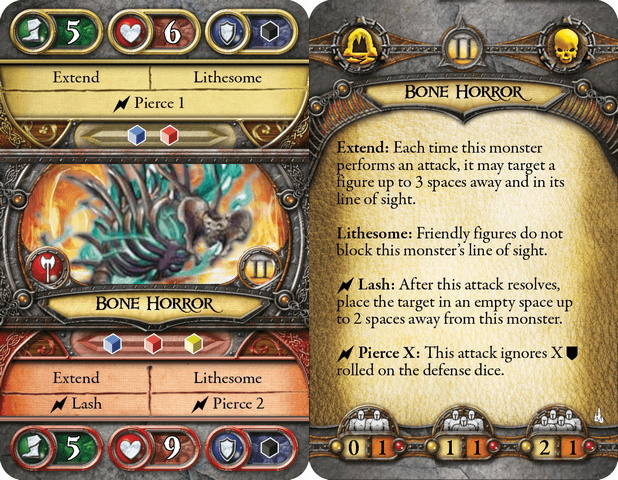 5 6
Extend Lithesome
Pierce 1
II
BONE HORROR
Extend Lithesome
Lash Pierce 2
5 9
II
BONE HORROR
Extend: Each time this monster
performs an attack, it may target a
figure up to 3 spaces away and in its
line of sight.
Lithesome: Friendly figures do not
block this monster's line of sight.
Lash: After this attack resolves,
place the target in an empty space up
to 2 spaces away from this monster.
Pierce X: This attack ignores X
rolled on the defense dice.
0 1 1 1 2 1